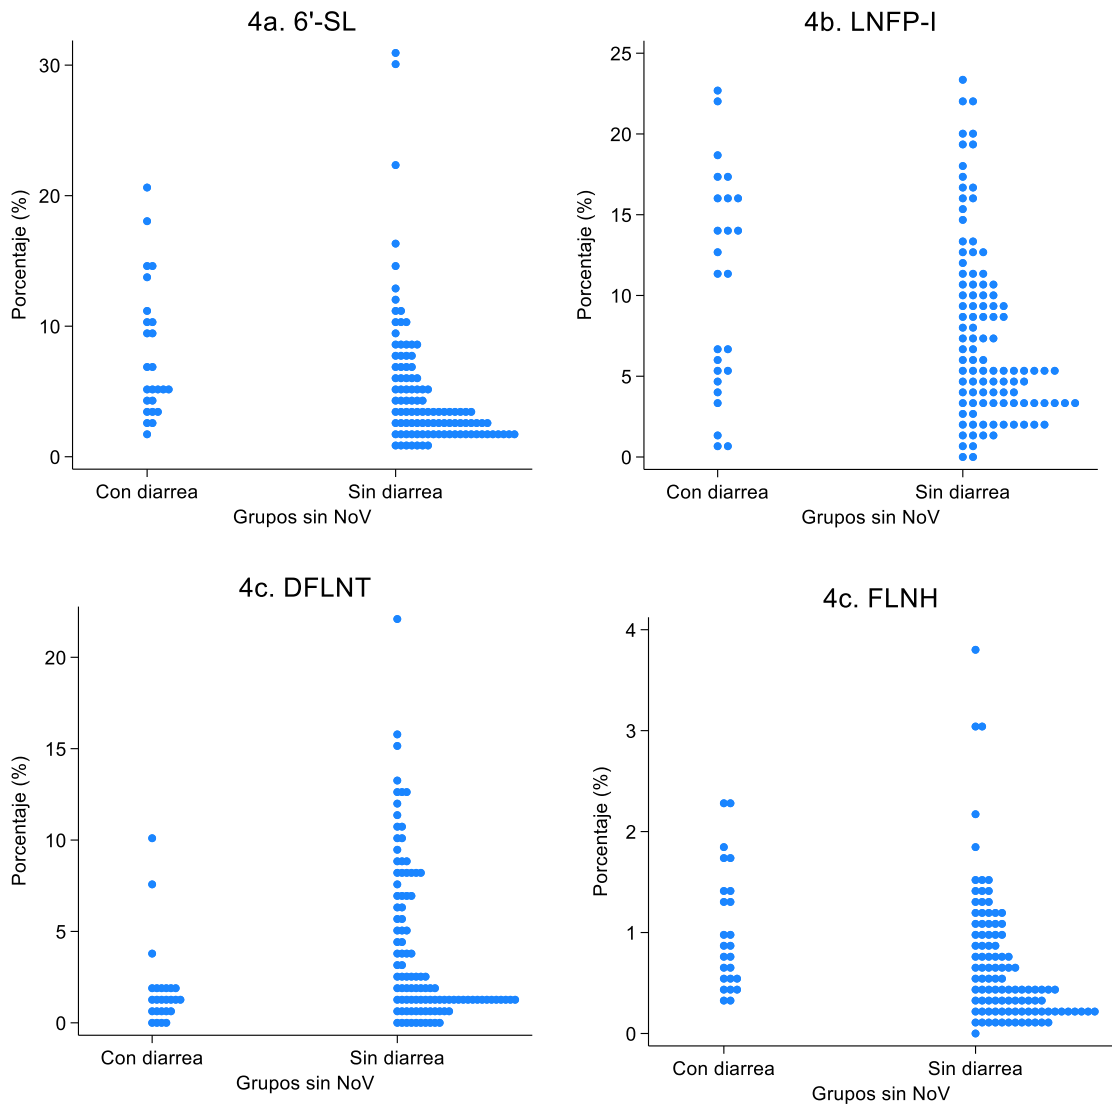 4a. 6'-SL
Porcentaje (%)
30
20
10
0
Con diarrea
Sin diarrea
Grupos sin NoV
4b. LNFP-I
Porcentaje (%)
25
20
15
10
5
0
Con diarrea
Sin diarrea
Grupos sin NoV
4c. DFLNT
Porcentaje (%)
20
15
10
5
0
Con diarrea
Sin diarrea
Grupos sin NoV
4c. FLNH
Porcentaje (%)
4
3
2
1
0
Con diarrea
Sin diarrea
Grupos sin NoV